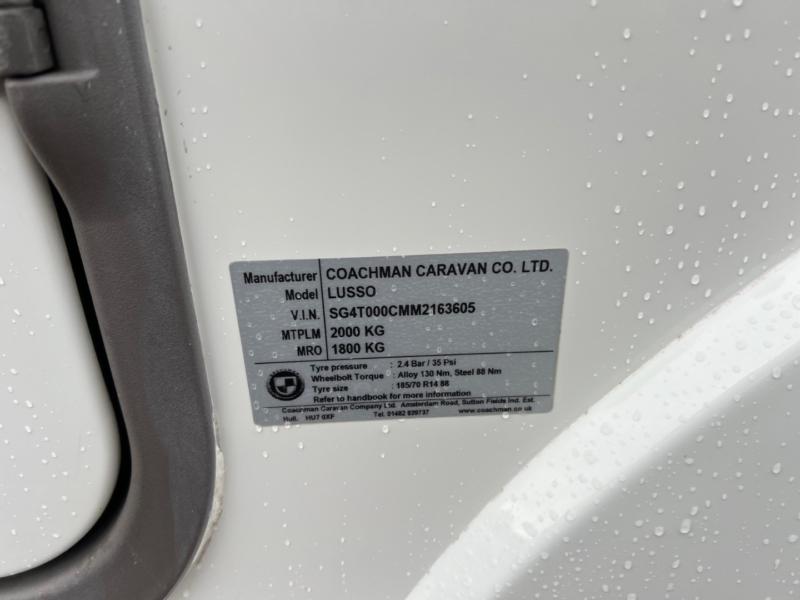 Manufacturer COACHMAN CARAVAN CO. LTD.
Model LUSSO
V.I.N. SG4T000CMM2163605
MTPLM 2000 KG
MRO 1800 KG
Tyre pressure : 2.4 Bar / 35 Psi
Wheelbolt Torque : Alloy 130 Nm, Steel 88 Nm
Tyre size : 185/70 R14 88
Refer to handbook for more information
Coachman Caravan Company Ltd. Amsterdam Road, Sutton Fields Ind. Est.
Hull. HU7 0XF Tel. 01482 839737 www.coachman.co.uk